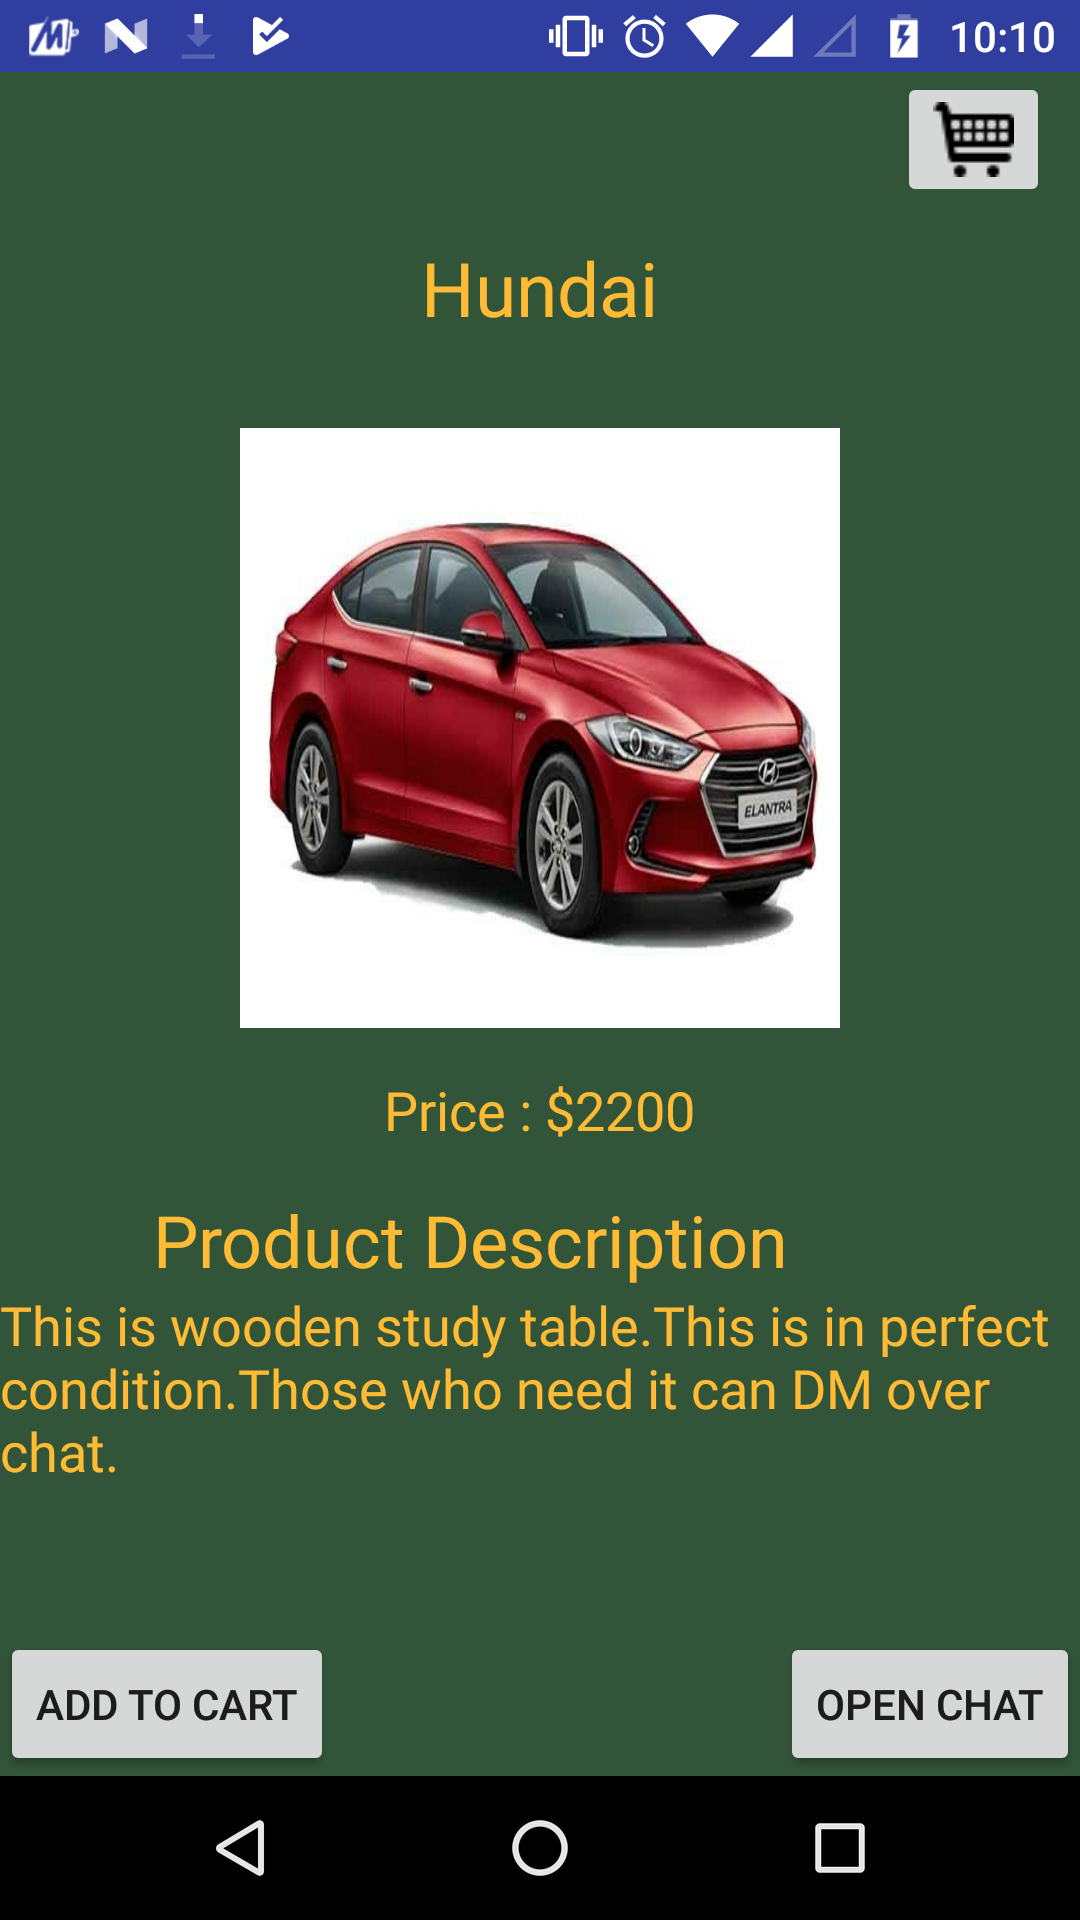 10:10
Hundai
ELANTRA
Price : $2200
Product Description
This is wooden study table.This is in perfect
condition.Those who need it can DM over
chat.
ADD TO CART
OPEN CHAT